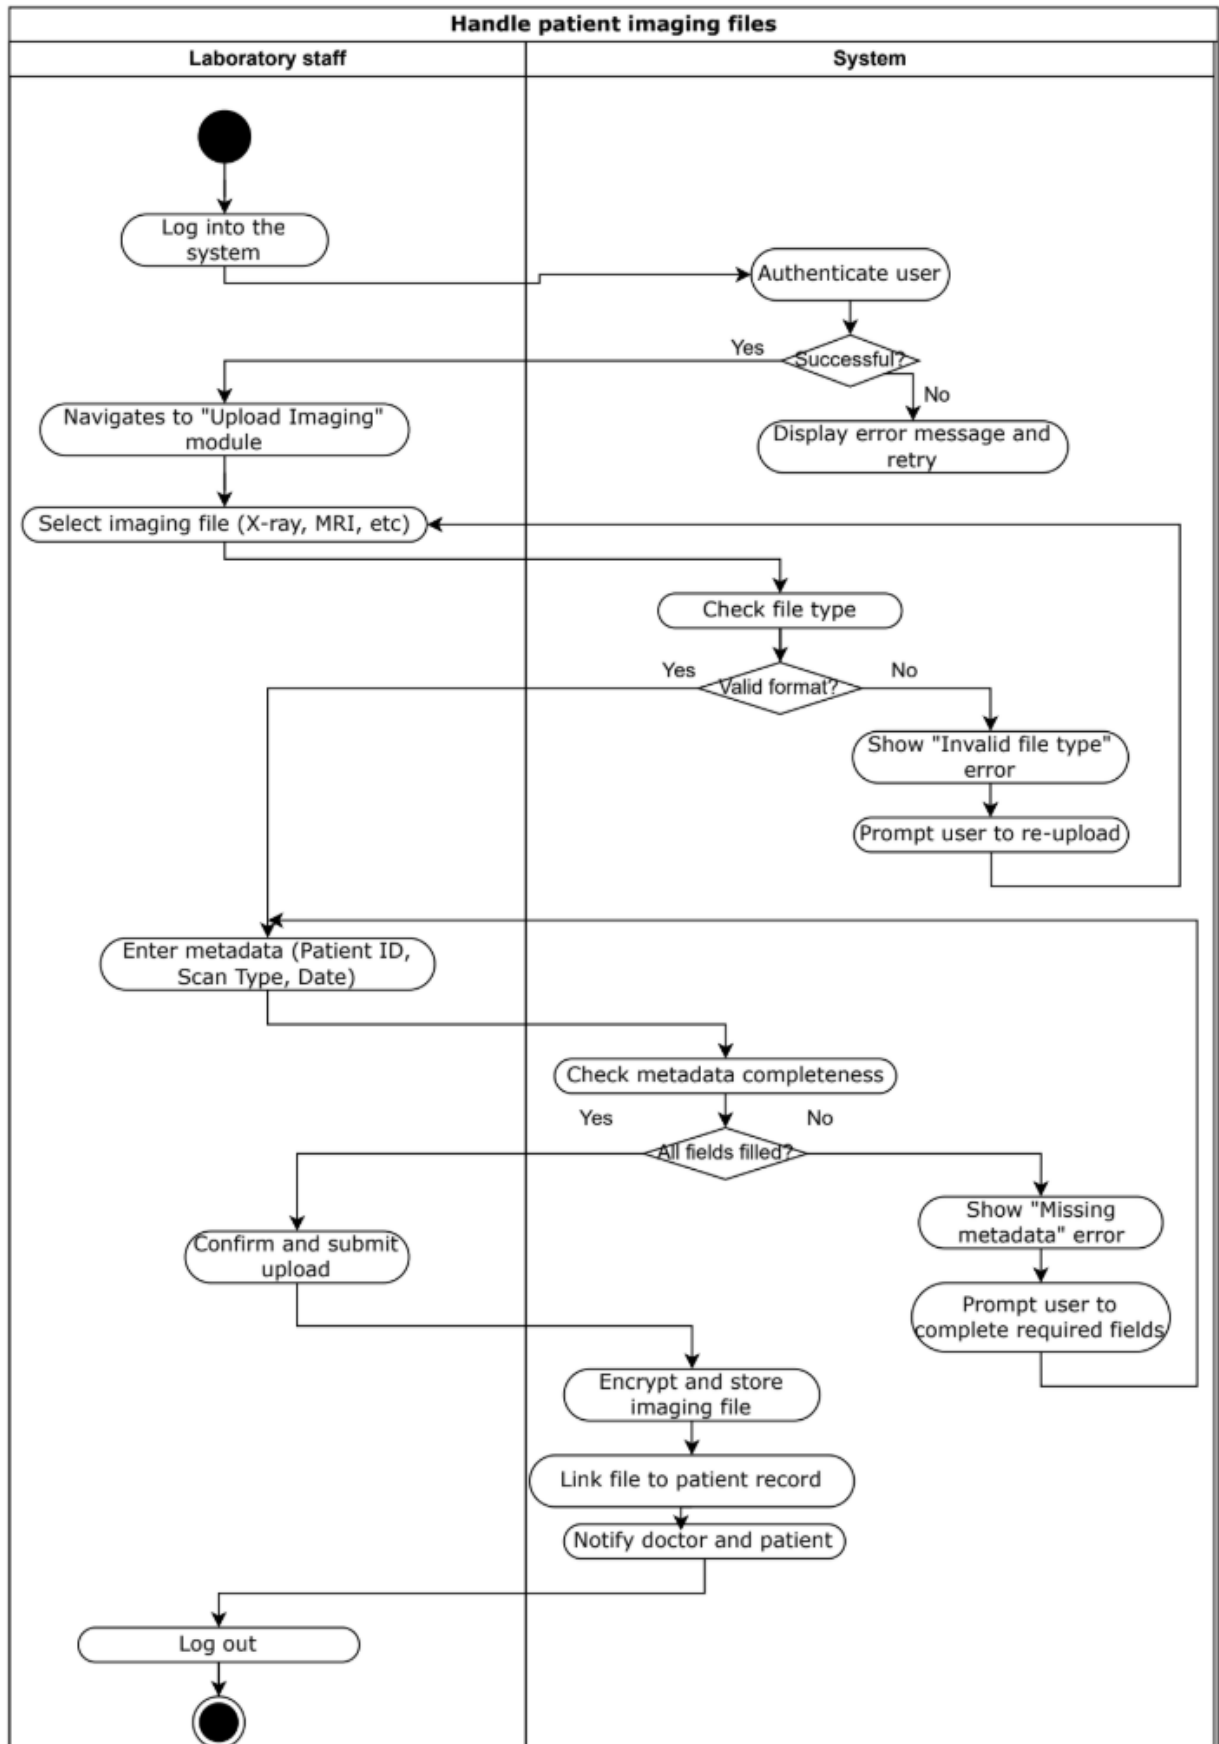 Handle patient imaging files
Laboratory staff
System
Log into the
system
Authenticate user
Yes
Successful?
No
Navigates to "Upload Imaging"
module
Display error message and
retry
Select imaging file (X-ray, MRI, etc)
Check file type
Yes
No
Valid format?
Show "Invalid file type"
error
Prompt user to re-upload
Enter metadata (Patient ID,
Scan Type, Date)
Check metadata completeness
Yes
No
All fields filled?
Show "Missing
metadata" error
Confirm and submit
upload
Prompt user to
complete required fields
Encrypt and store
imaging file
Link file to patient record
Notify doctor and patient
Log out